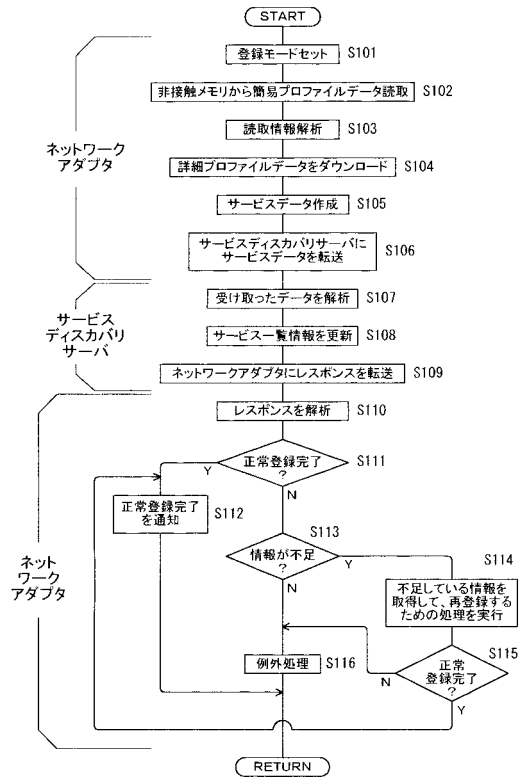 START
登録モードセット S101
非接触メモリから簡易プロファイルデータ読取 S102
読取情報解析 S103
ネットワーク
アダプタ
詳細プロファイルデータをダウンロード S104
サービスデータ作成 S105
サービスディスカバリサーバに
サービスデータを転送 S106
受け取ったデータを解析 S107
サービス
ディスカバリ
サーバ
サービス一覧情報を更新 S108
ネットワークアダプタにレスポンスを転送 S109
レスポンスを解析 S110
正常登録完了
? S111
Y
N
正常登録完了
を通知 S112
S113
情報が不足
?
Y
N
ネット
ワーク
アダプタ
S114
不足している情報を
取得して、再登録する
ための処理を実行
S115
正常
登録完了
?
N
Y
例外処理 S116
RETURN